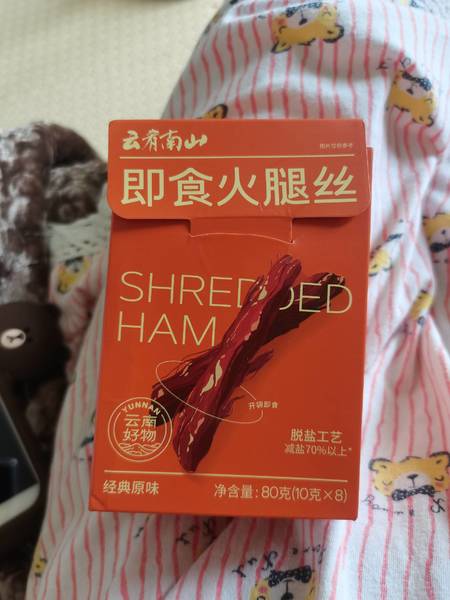 云肴南山
图片仅供参考
即食火腿丝
SHREDDED
HAM
开袋即食
YUNNAN
云南
好物
脱盐工艺
减盐70%以上*
经典原味
净含量：80克(10克×8)